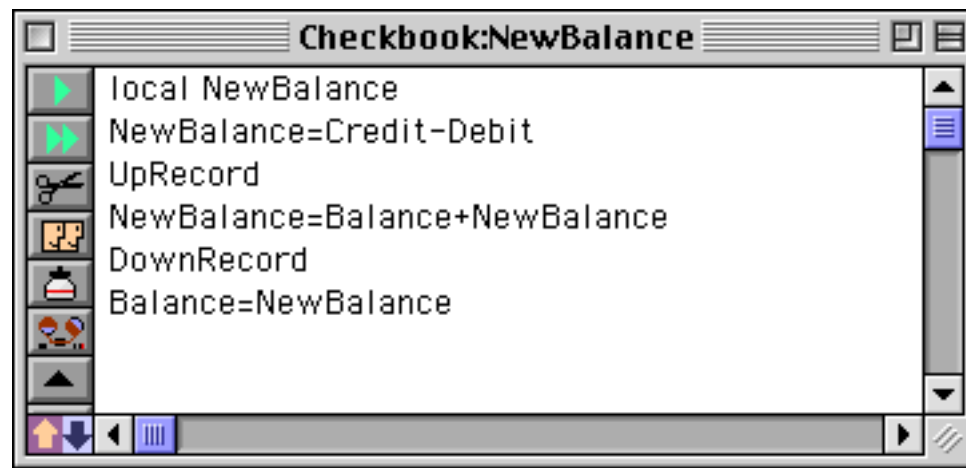 Checkbook:NewBalance
local NewBalance
NewBalance=Credit-Debit
UpRecord
NewBalance=Balance+NewBalance
DownRecord
Balance=NewBalance